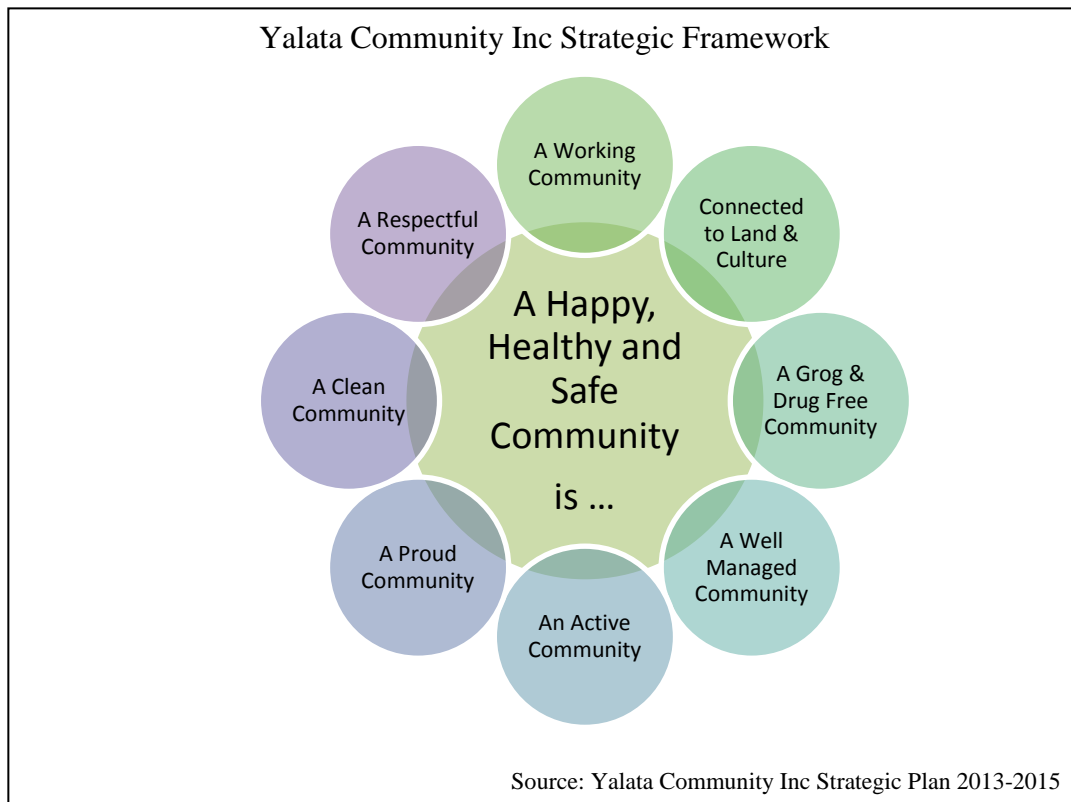 Yalata Community Inc Strategic Framework
A Working
Community
Connected
to Land &
Culture
A Grog &
Drug Free
Community
A Well
Managed
Community
An Active
Community
A Proud
Community
A Clean
Community
A Respectful
Community
A Happy,
Healthy and
Safe
Community
is ...
Source: Yalata Community Inc Strategic Plan 2013-2015